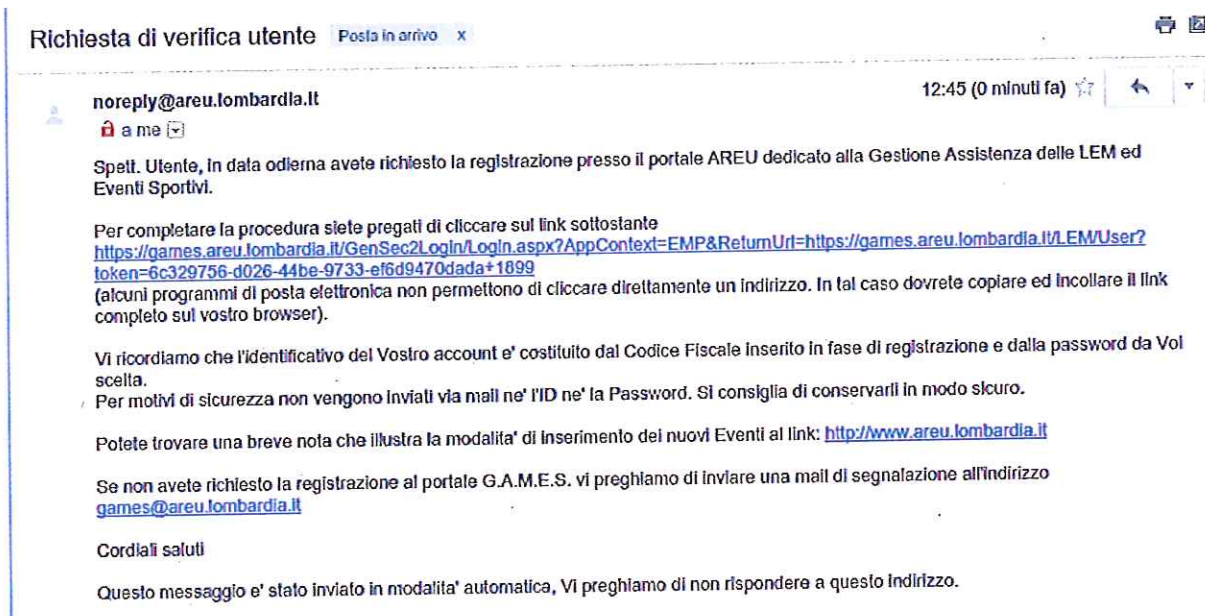 Richiesta di verifica utente Posta in arrivo x
noreply@areu.lombardia.it
12:45 (0 minuti fa)
a me
Spett. Utente, in data odierna avete richiesto la registrazione presso il portale AREU dedicato alla Gestione Assistenza delle LEM ed
Eventi Sportivi.
Per completare la procedura siete pregati di cliccare sul link sottostante
https://games.areu.lombardia.it/GenSec2Login/Login.aspx?AppContext=EMP&ReturnUrl=https://games.areu.lombardia.it/LEM/User?
token=6c329756-d026-44be-9733-ef6d9470dada+1899
(alcuni programmi di posta elettronica non permettono di cliccare direttamente un indirizzo. In tal caso dovrete copiare ed incollare il link
completo sul vostro browser).
Vi ricordiamo che l'identificativo del Vostro account e' costituito dal Codice Fiscale inserito in fase di registrazione e dalla password da Voi
scelta.
Per motivi di sicurezza non vengono inviati via mail ne' l'ID ne' la Password. Si consiglia di conservarli in modo sicuro.
Potete trovare una breve nota che illustra la modalita' di inserimento dei nuovi Eventi al link: http://www.areu.lombardia.it
Se non avete richiesto la registrazione al portale G.A.M.E.S. vi preghiamo di inviare una mail di segnalazione all'indirizzo
games@areu.lombardia.it
Cordiali saluti
Questo messaggio e' stato inviato in modalita' automatica, Vi preghiamo di non rispondere a questo indirizzo.